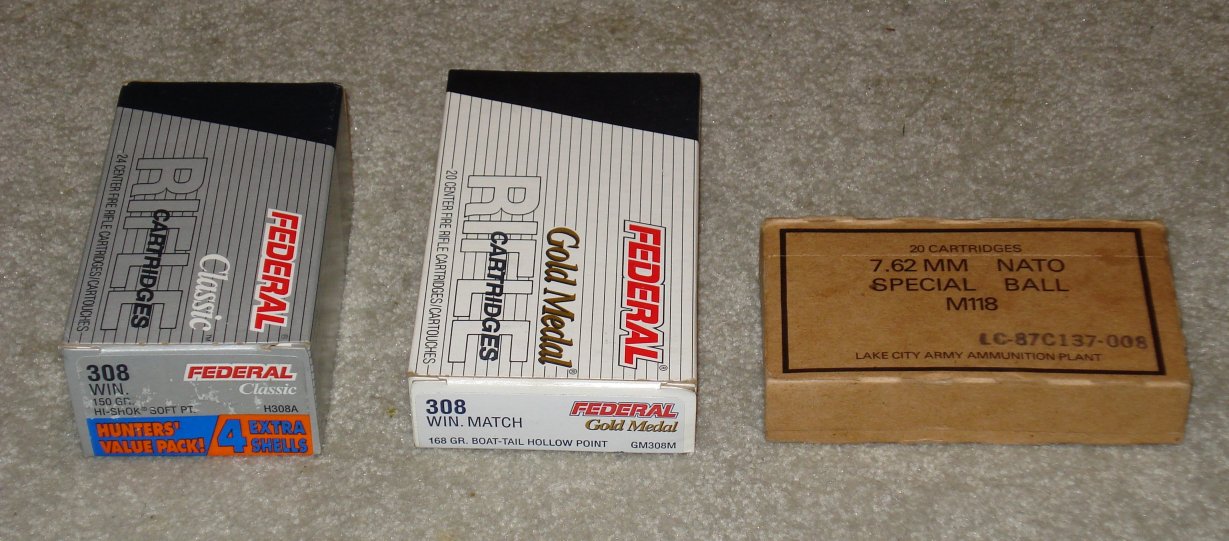 24 CENTER FIRE RIFLE CARTRIDGES/CARTOUCHES
RIFLE
CARTRIDGES
Classic™
FEDERAL
308
WIN.
150 GR.
HI-SHOK® SOFT PT.
FEDERAL
Classic
H308A
HUNTERS'
VALUE PACK!
4 EXTRA
SHELLS
20 CENTER FIRE RIFLE CARTRIDGES/CARTOUCHES
RIFLE
CARTRIDGES
Gold Medal®
FEDERAL®
308
WIN. MATCH
168 GR. BOAT-TAIL HOLLOW POINT
FEDERAL
Gold Medal
GM308M
20 CARTRIDGES
7.62 MM NATO
SPECIAL BALL
M118
LC-87C137-008
LAKE CITY ARMY AMMUNITION PLANT